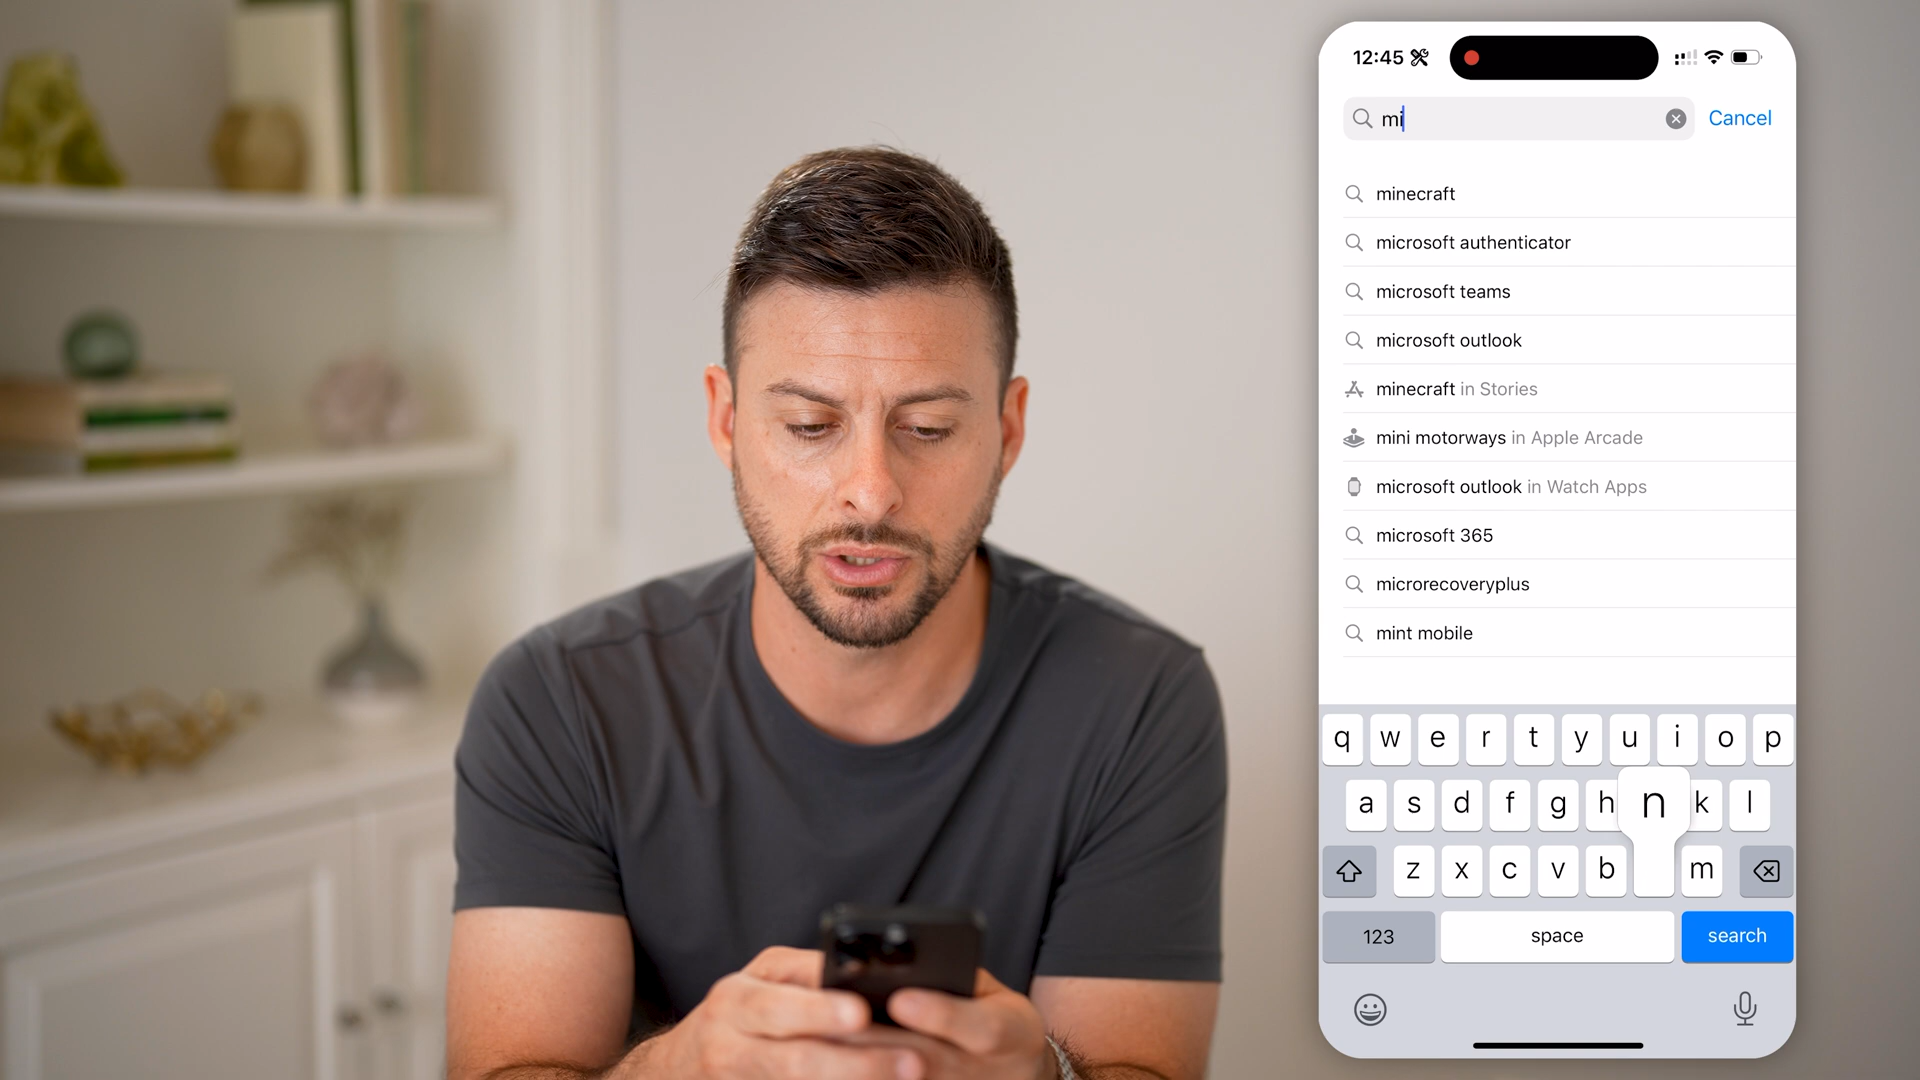 12:45
mi
Cancel
minecraft
microsoft authenticator
microsoft teams
microsoft outlook
minecraft in Stories
mini motorways in Apple Arcade
microsoft outlook in Watch Apps
microsoft 365
microrecoveryplus
mint mobile
q w e r t y u i o p
a s d f g h n k l
z x c v b m
123 space search